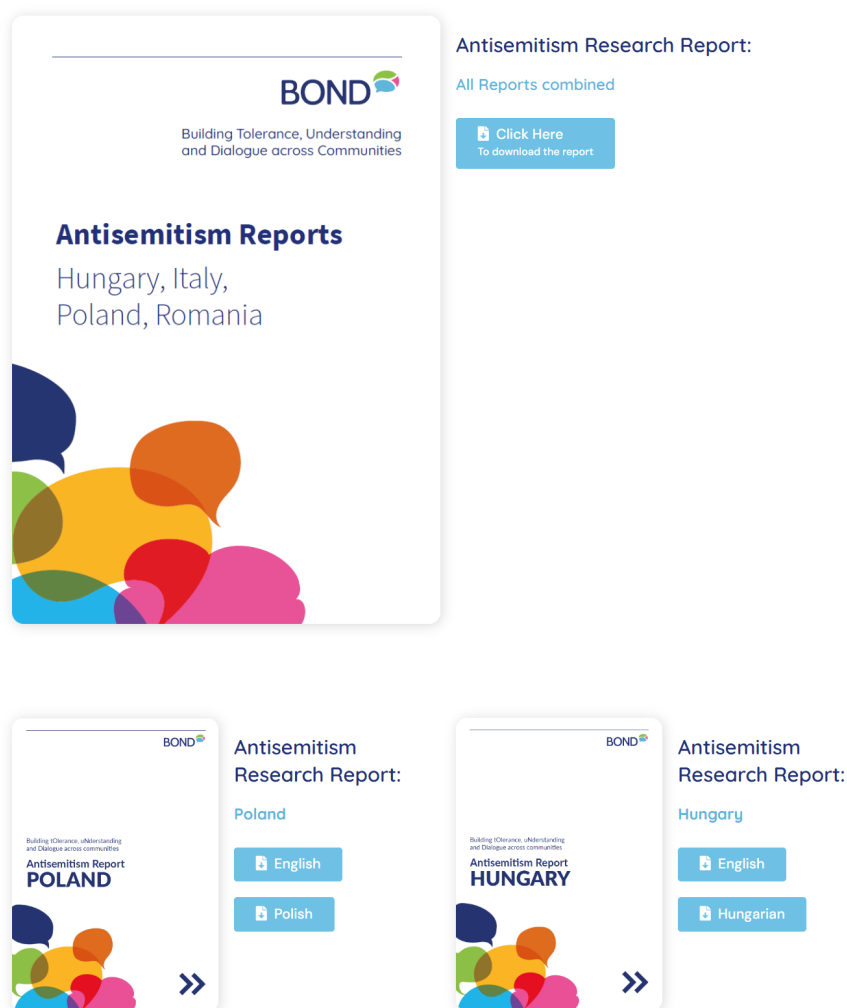 BOND
Building Tolerance, Understanding
and Dialogue across Communities
Antisemitism Reports
Hungary, Italy,
Poland, Romania
Antisemitism Research Report:
All Reports combined
Click Here
To download the report
BOND
Building tOlerance, uNderstanding
and Dialogue across communities
Antisemitism Report
POLAND
Antisemitism
Research Report:
Poland
English
Polish
BOND
Building tOlerance, uNderstanding
and Dialogue across communities
Antisemitism Report
HUNGARY
Antisemitism
Research Report:
Hungary
English
Hungarian